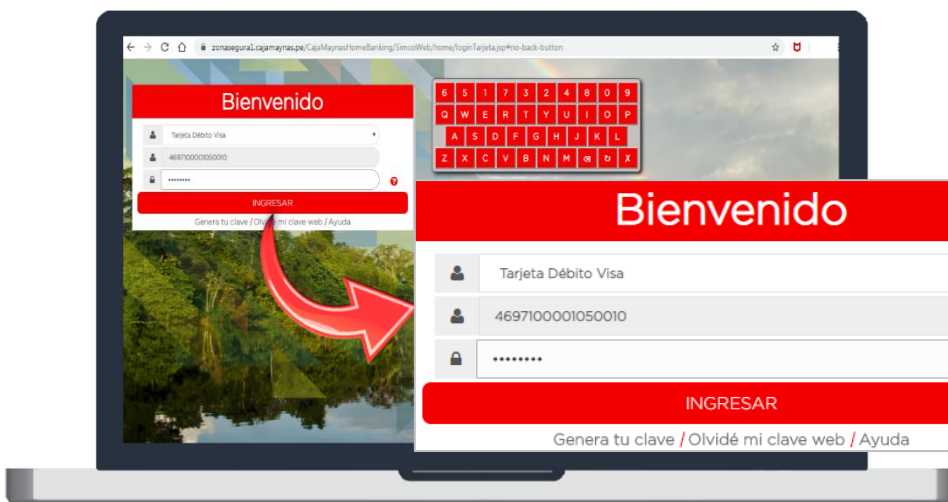 zonasegura1.cajamaynas.pe/CajaMaynasHomeBanking/SimcoWeb/home/loginTarjeta.jsp#no-back-button
Bienvenido
Tarjeta Débito Visa
4697100001050010
••••••••
INGRESAR
Genera tu clave / Olvidé mi clave web / Ayuda
6 5 1 7 3 2 4 8 0 9
Q W E R T Y U I O P
A S D F G H J K L
Z X C V B N M
Bienvenido
Tarjeta Débito Visa
4697100001050010
••••••••
INGRESAR
Genera tu clave / Olvidé mi clave web / Ayuda